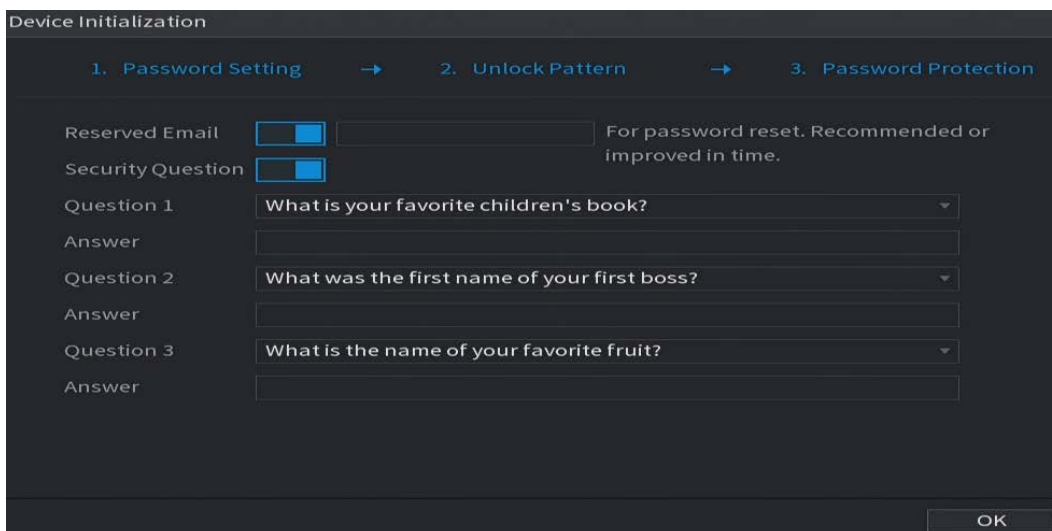 Device Initialization
1. Password Setting → 2. Unlock Pattern → 3. Password Protection
Reserved Email For password reset. Recommended or
improved in time.
Security Question
Question 1 What is your favorite children's book?
Answer
Question 2 What was the first name of your first boss?
Answer
Question 3 What is the name of your favorite fruit?
Answer
OK